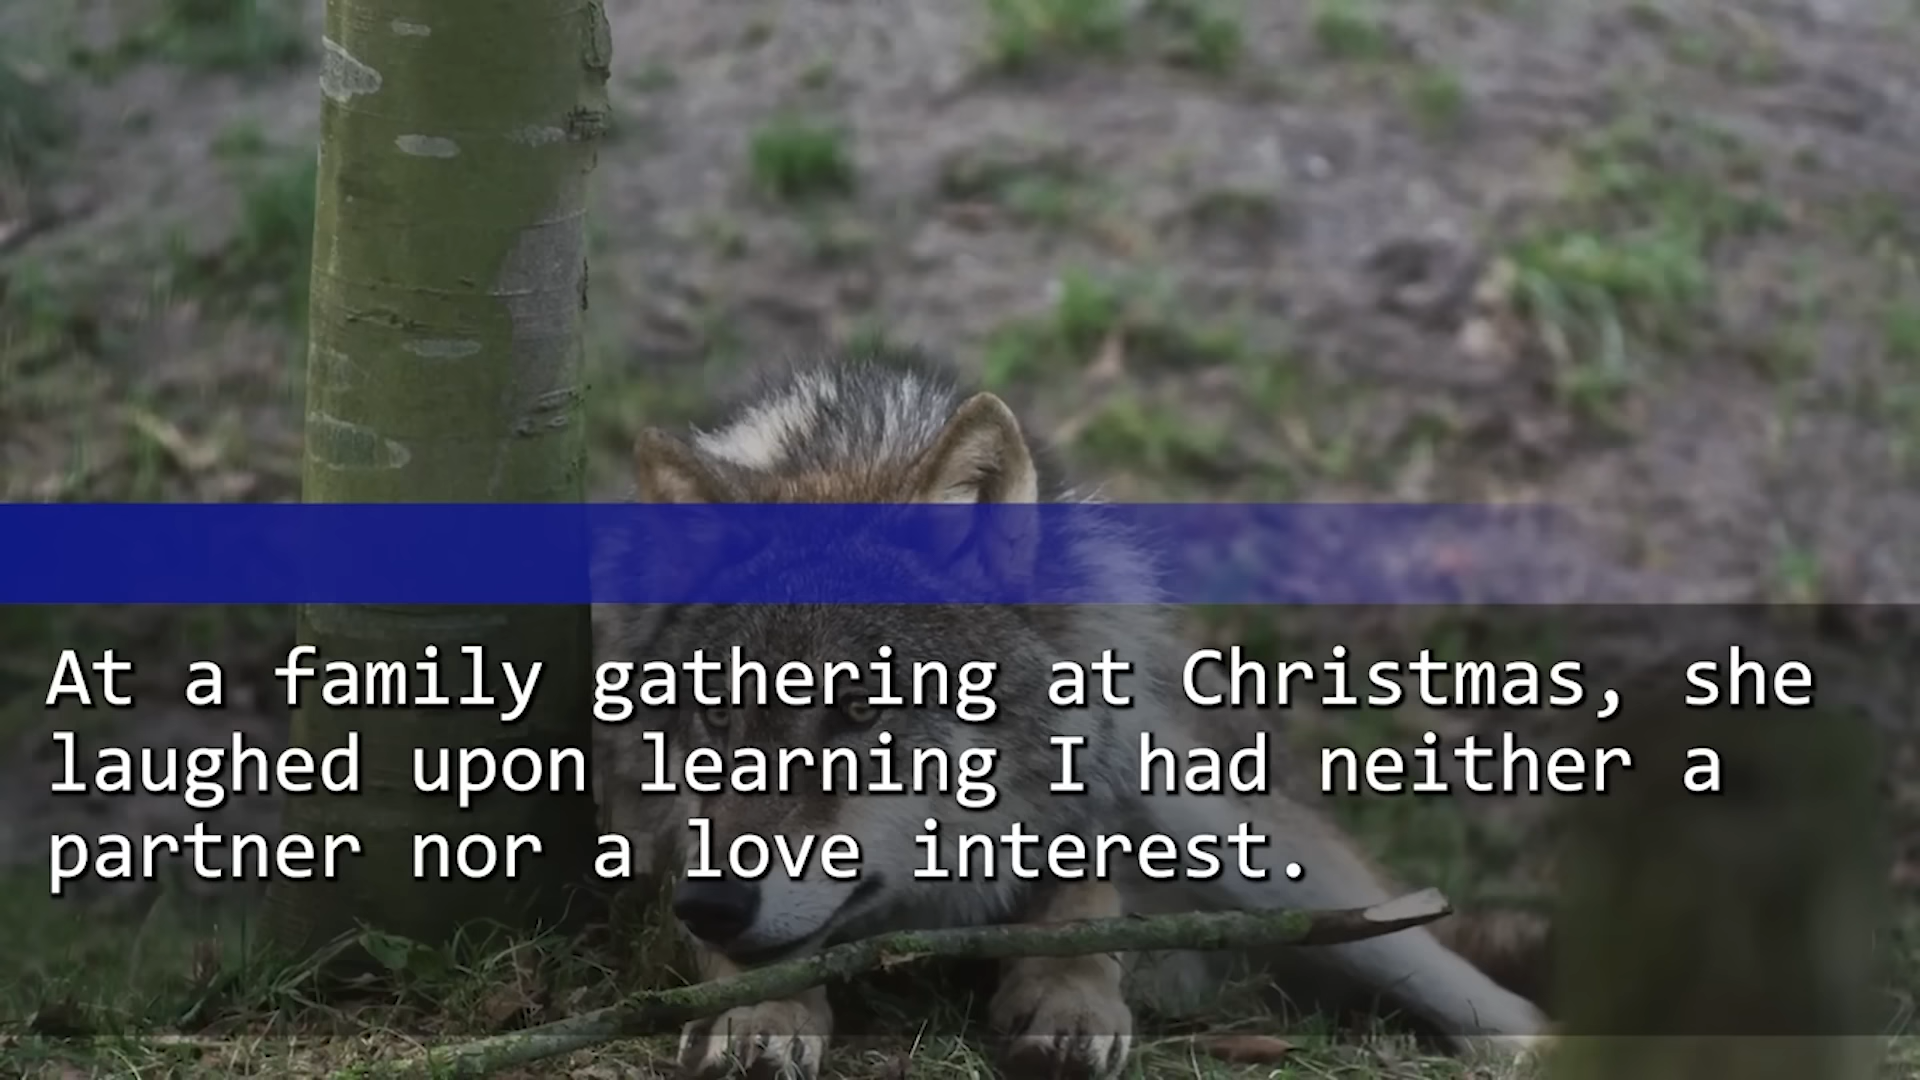 At a family gathering at Christmas, she
laughed upon learning I had neither a
partner nor a love interest.